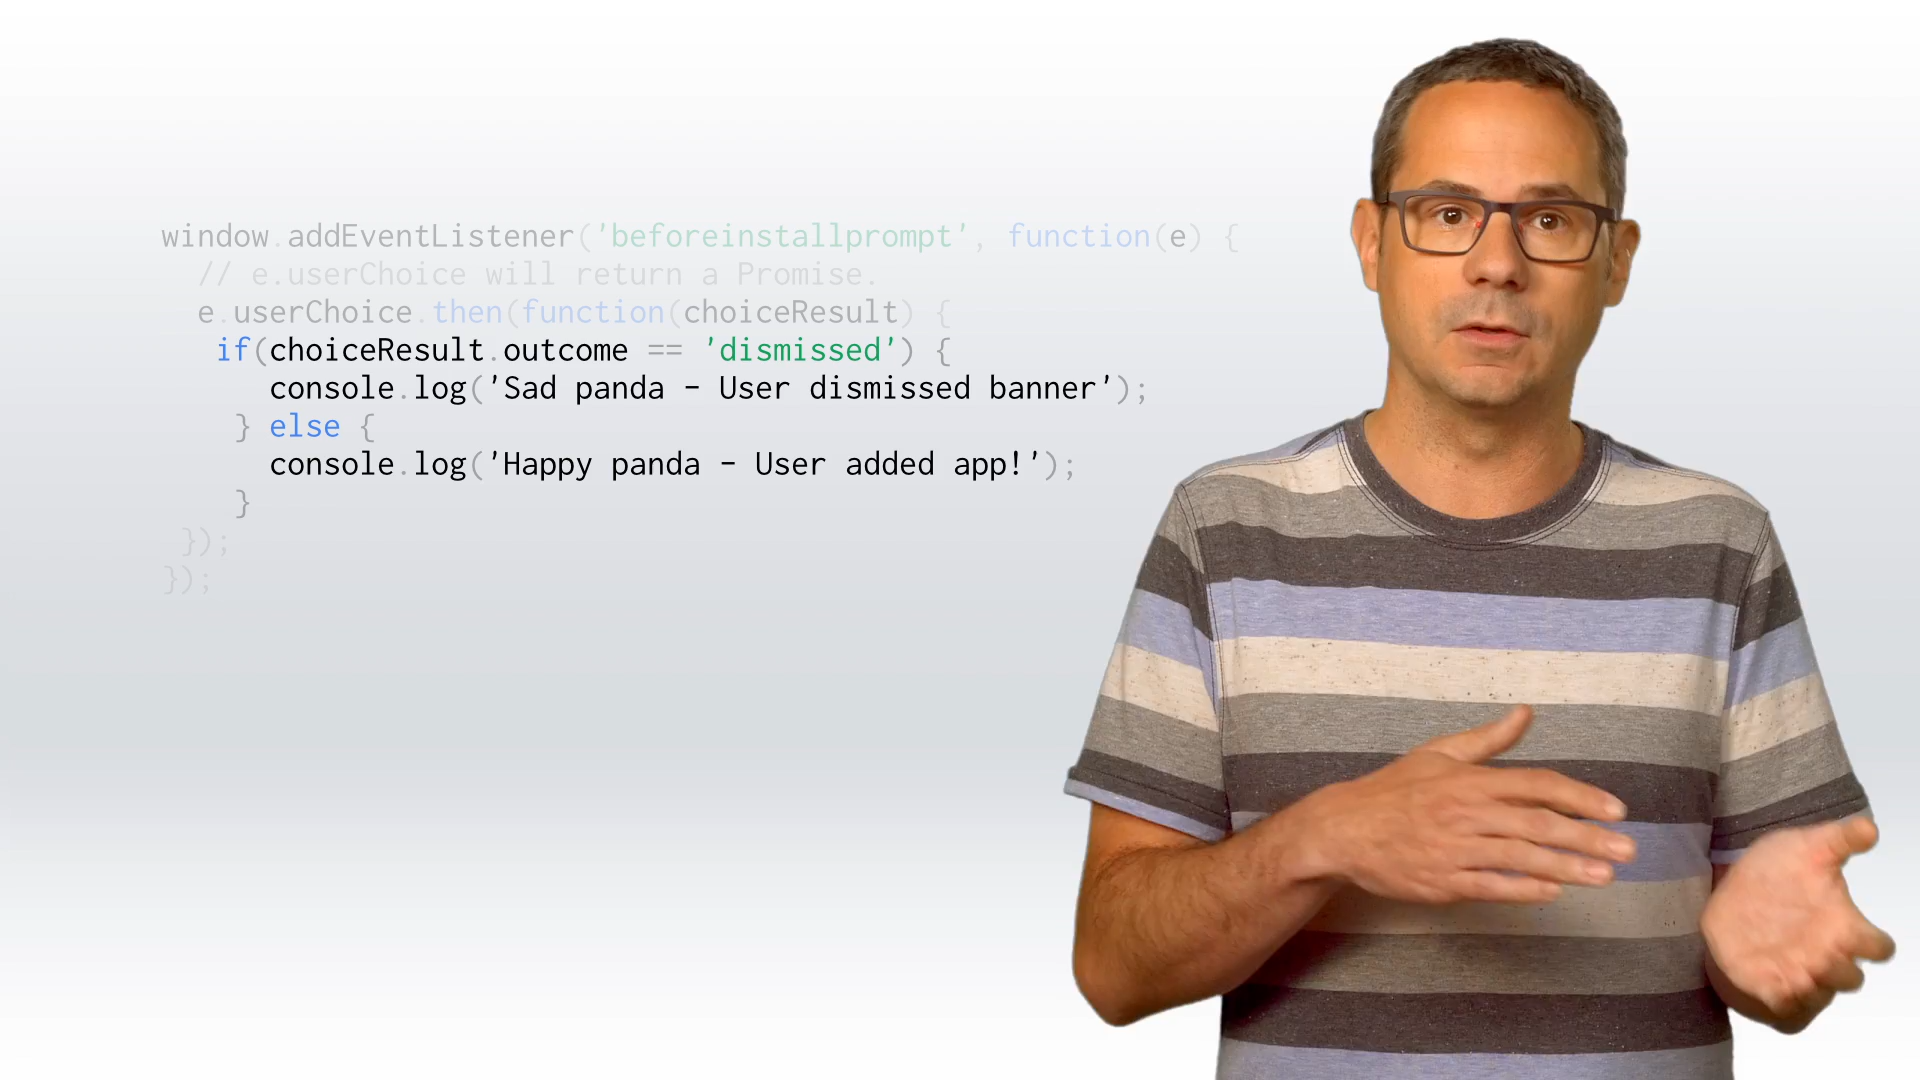 window.addEventListener('beforeinstallprompt', function(e) {
// e.userChoice will return a Promise.
e.userChoice.then(function(choiceResult) {
if(choiceResult.outcome == 'dismissed') {
console.log('Sad panda - User dismissed banner');
} else {
console.log('Happy panda - User added app!');
}
});
});